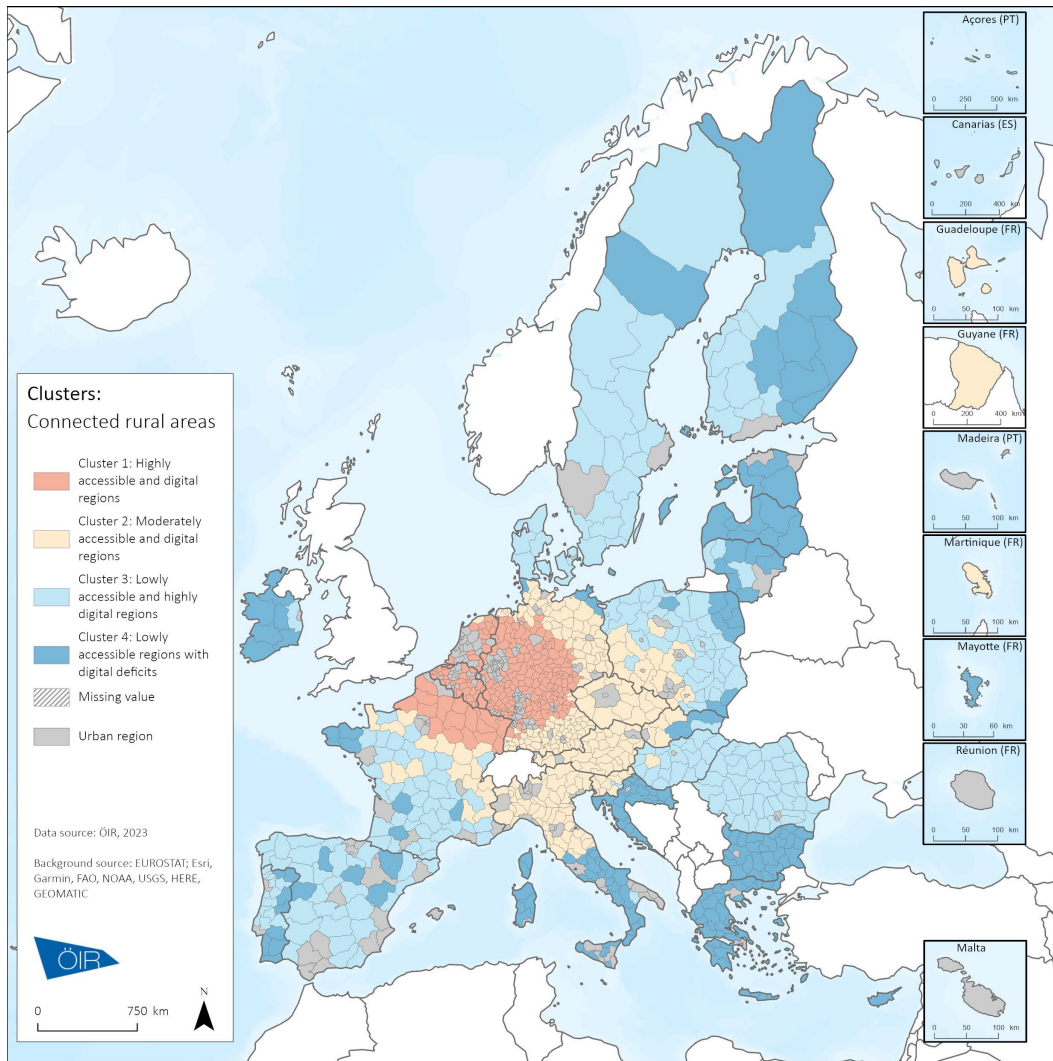 Clusters:
Connected rural areas
Cluster 1: Highly
accessible and digital
regions
Cluster 2: Moderately
accessible and digital
regions
Cluster 3: Lowly
accessible and highly
digital regions
Cluster 4: Lowly
accessible regions with
digital deficits
Missing value
Urban region
Data source: ÖIR, 2023
Background source: EUROSTAT; Esri,
Garmin, FAO, NOAA, USGS, HERE,
GEOMATIC
ÖIR
N
0 750 km
Açores (PT)
0 250 500 km
Canarias (ES)
0 200 400 km
Guadeloupe (FR)
0 50 100 km
Guyane (FR)
0 200 400 km
Madeira (PT)
0 50 100 km
Martinique (FR)
0 50 100 km
Mayotte (FR)
0 30 60 km
Réunion (FR)
0 50 100 km
Malta
0 50 100 km